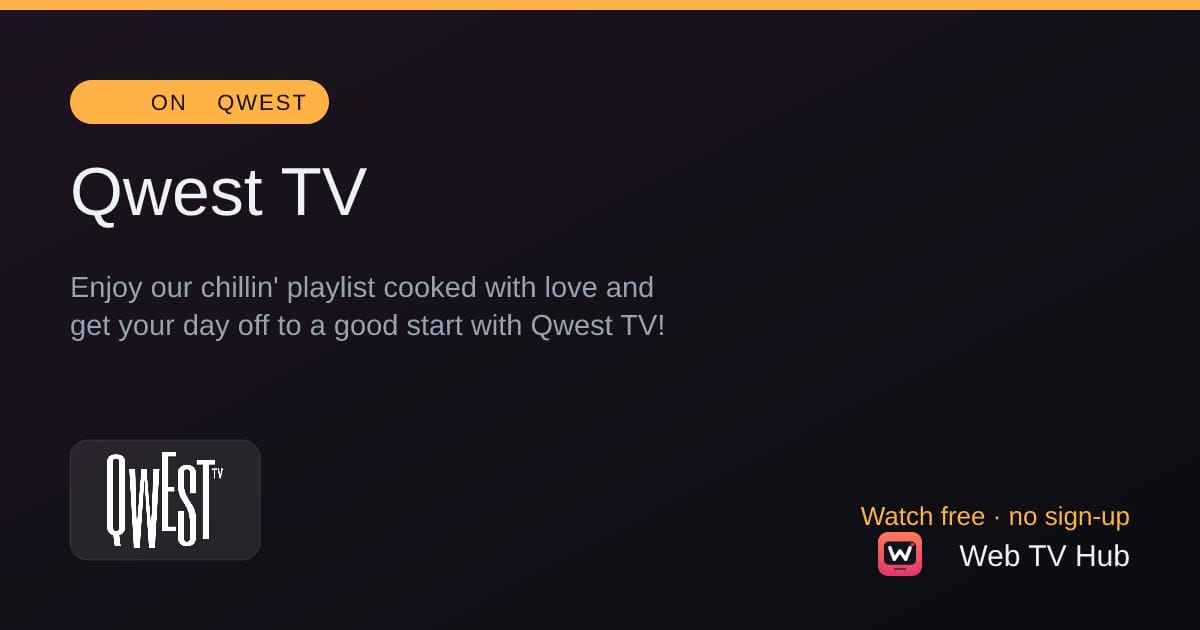 ON QWEST TV
Qwest TV
Enjoy our chillin' playlist cooked with love and
get your day off to a good start with Qwest TV!
QWEST TV
Watch free · no sign-up
W
Web TV Hub